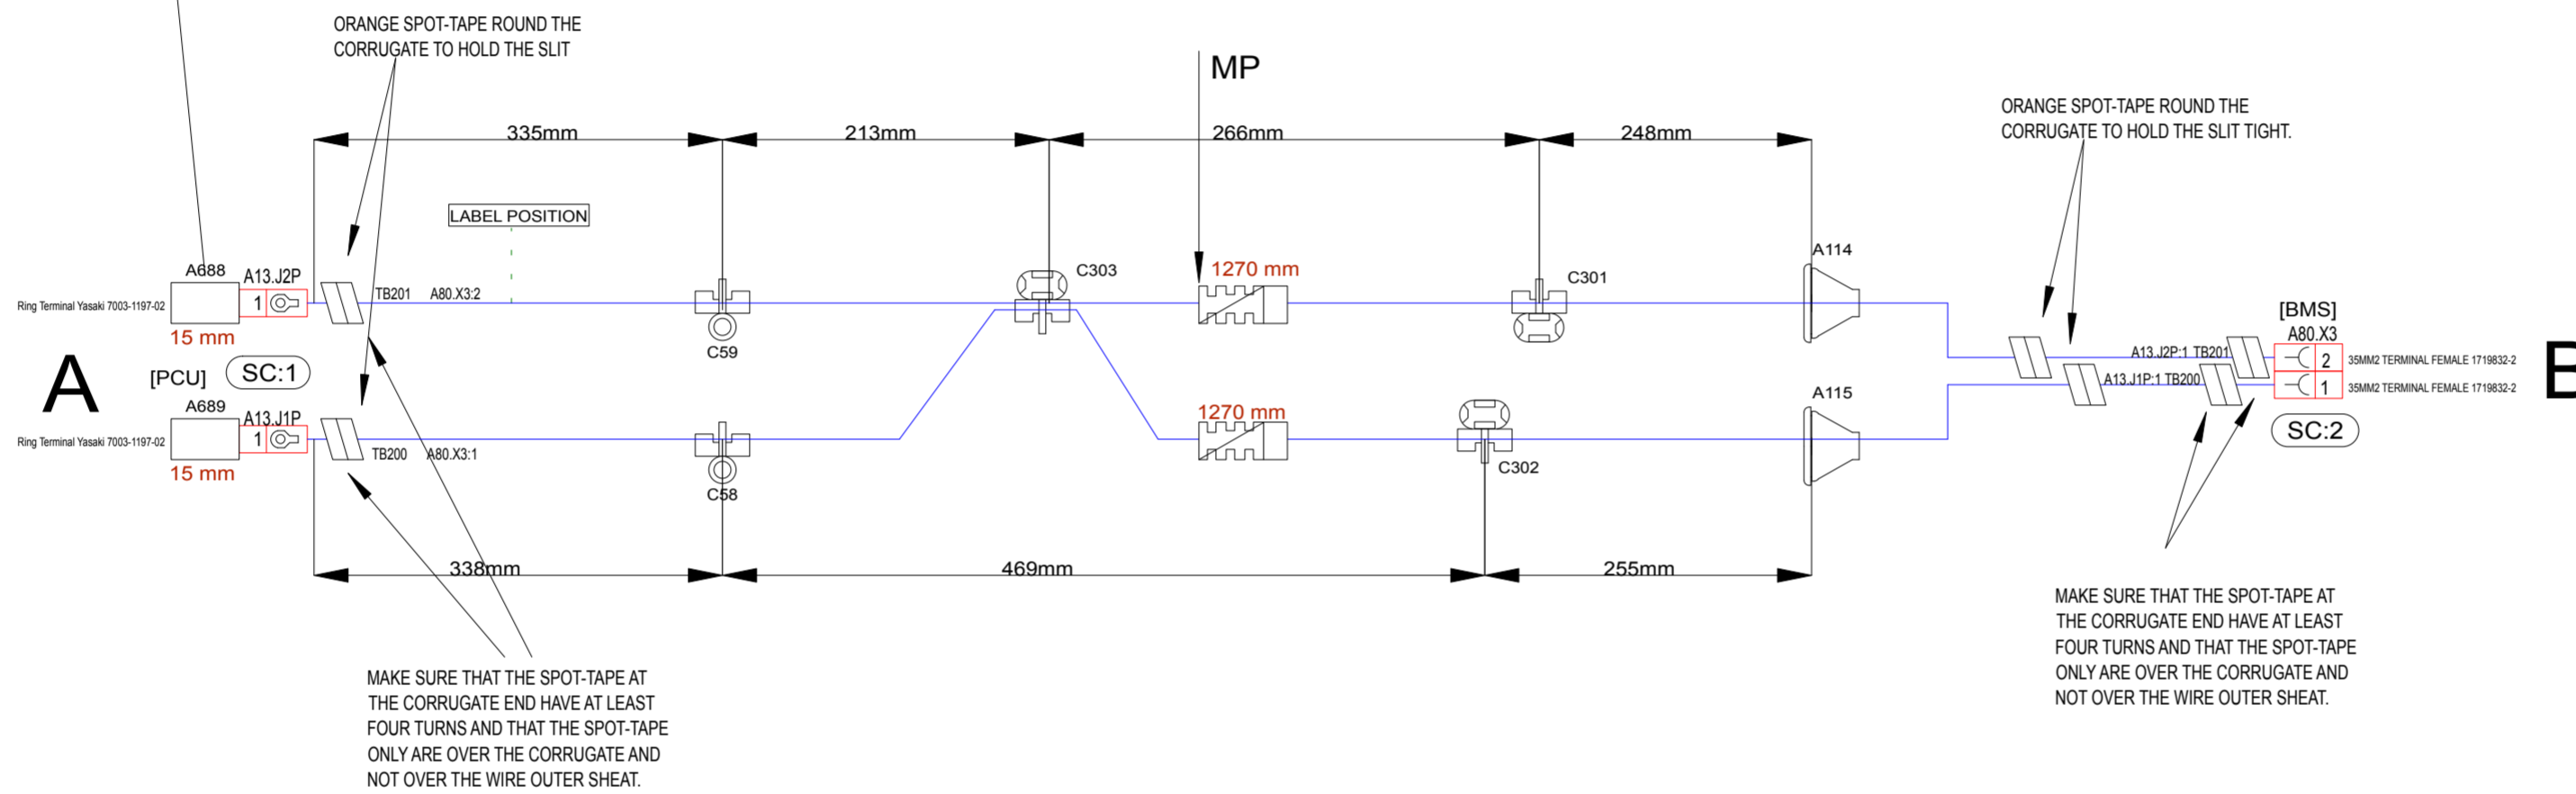 ORANGE SPOT-TAPE ROUND THE
CORRUGATE TO HOLD THE SLIT
MP
ORANGE SPOT-TAPE ROUND THE
CORRUGATE TO HOLD THE SLIT TIGHT.
335mm
213mm
266mm
248mm
LABEL POSITION
A688
A13.J2P
Ring Terminal Yasaki 7003-1197-02
1
TB201
A80.X3:2
15 mm
C59
C303
1270 mm
C301
A114
A
[PCU]
SC:1
A689
A13.J1P
Ring Terminal Yasaki 7003-1197-02
1
TB200
A80.X3:1
15 mm
C58
1270 mm
C302
A115
[BMS]
A80.X3
A13.J2P:1 TB201
2
35MM2 TERMINAL FEMALE 1719832-2
A13.J1P:1 TB200
1
35MM2 TERMINAL FEMALE 1719832-2
B
SC:2
338mm
469mm
255mm
MAKE SURE THAT THE SPOT-TAPE AT
THE CORRUGATE END HAVE AT LEAST
FOUR TURNS AND THAT THE SPOT-TAPE
ONLY ARE OVER THE CORRUGATE AND
NOT OVER THE WIRE OUTER SHEAT.
MAKE SURE THAT THE SPOT-TAPE AT
THE CORRUGATE END HAVE AT LEAST
FOUR TURNS AND THAT THE SPOT-TAPE
ONLY ARE OVER THE CORRUGATE AND
NOT OVER THE WIRE OUTER SHEAT.